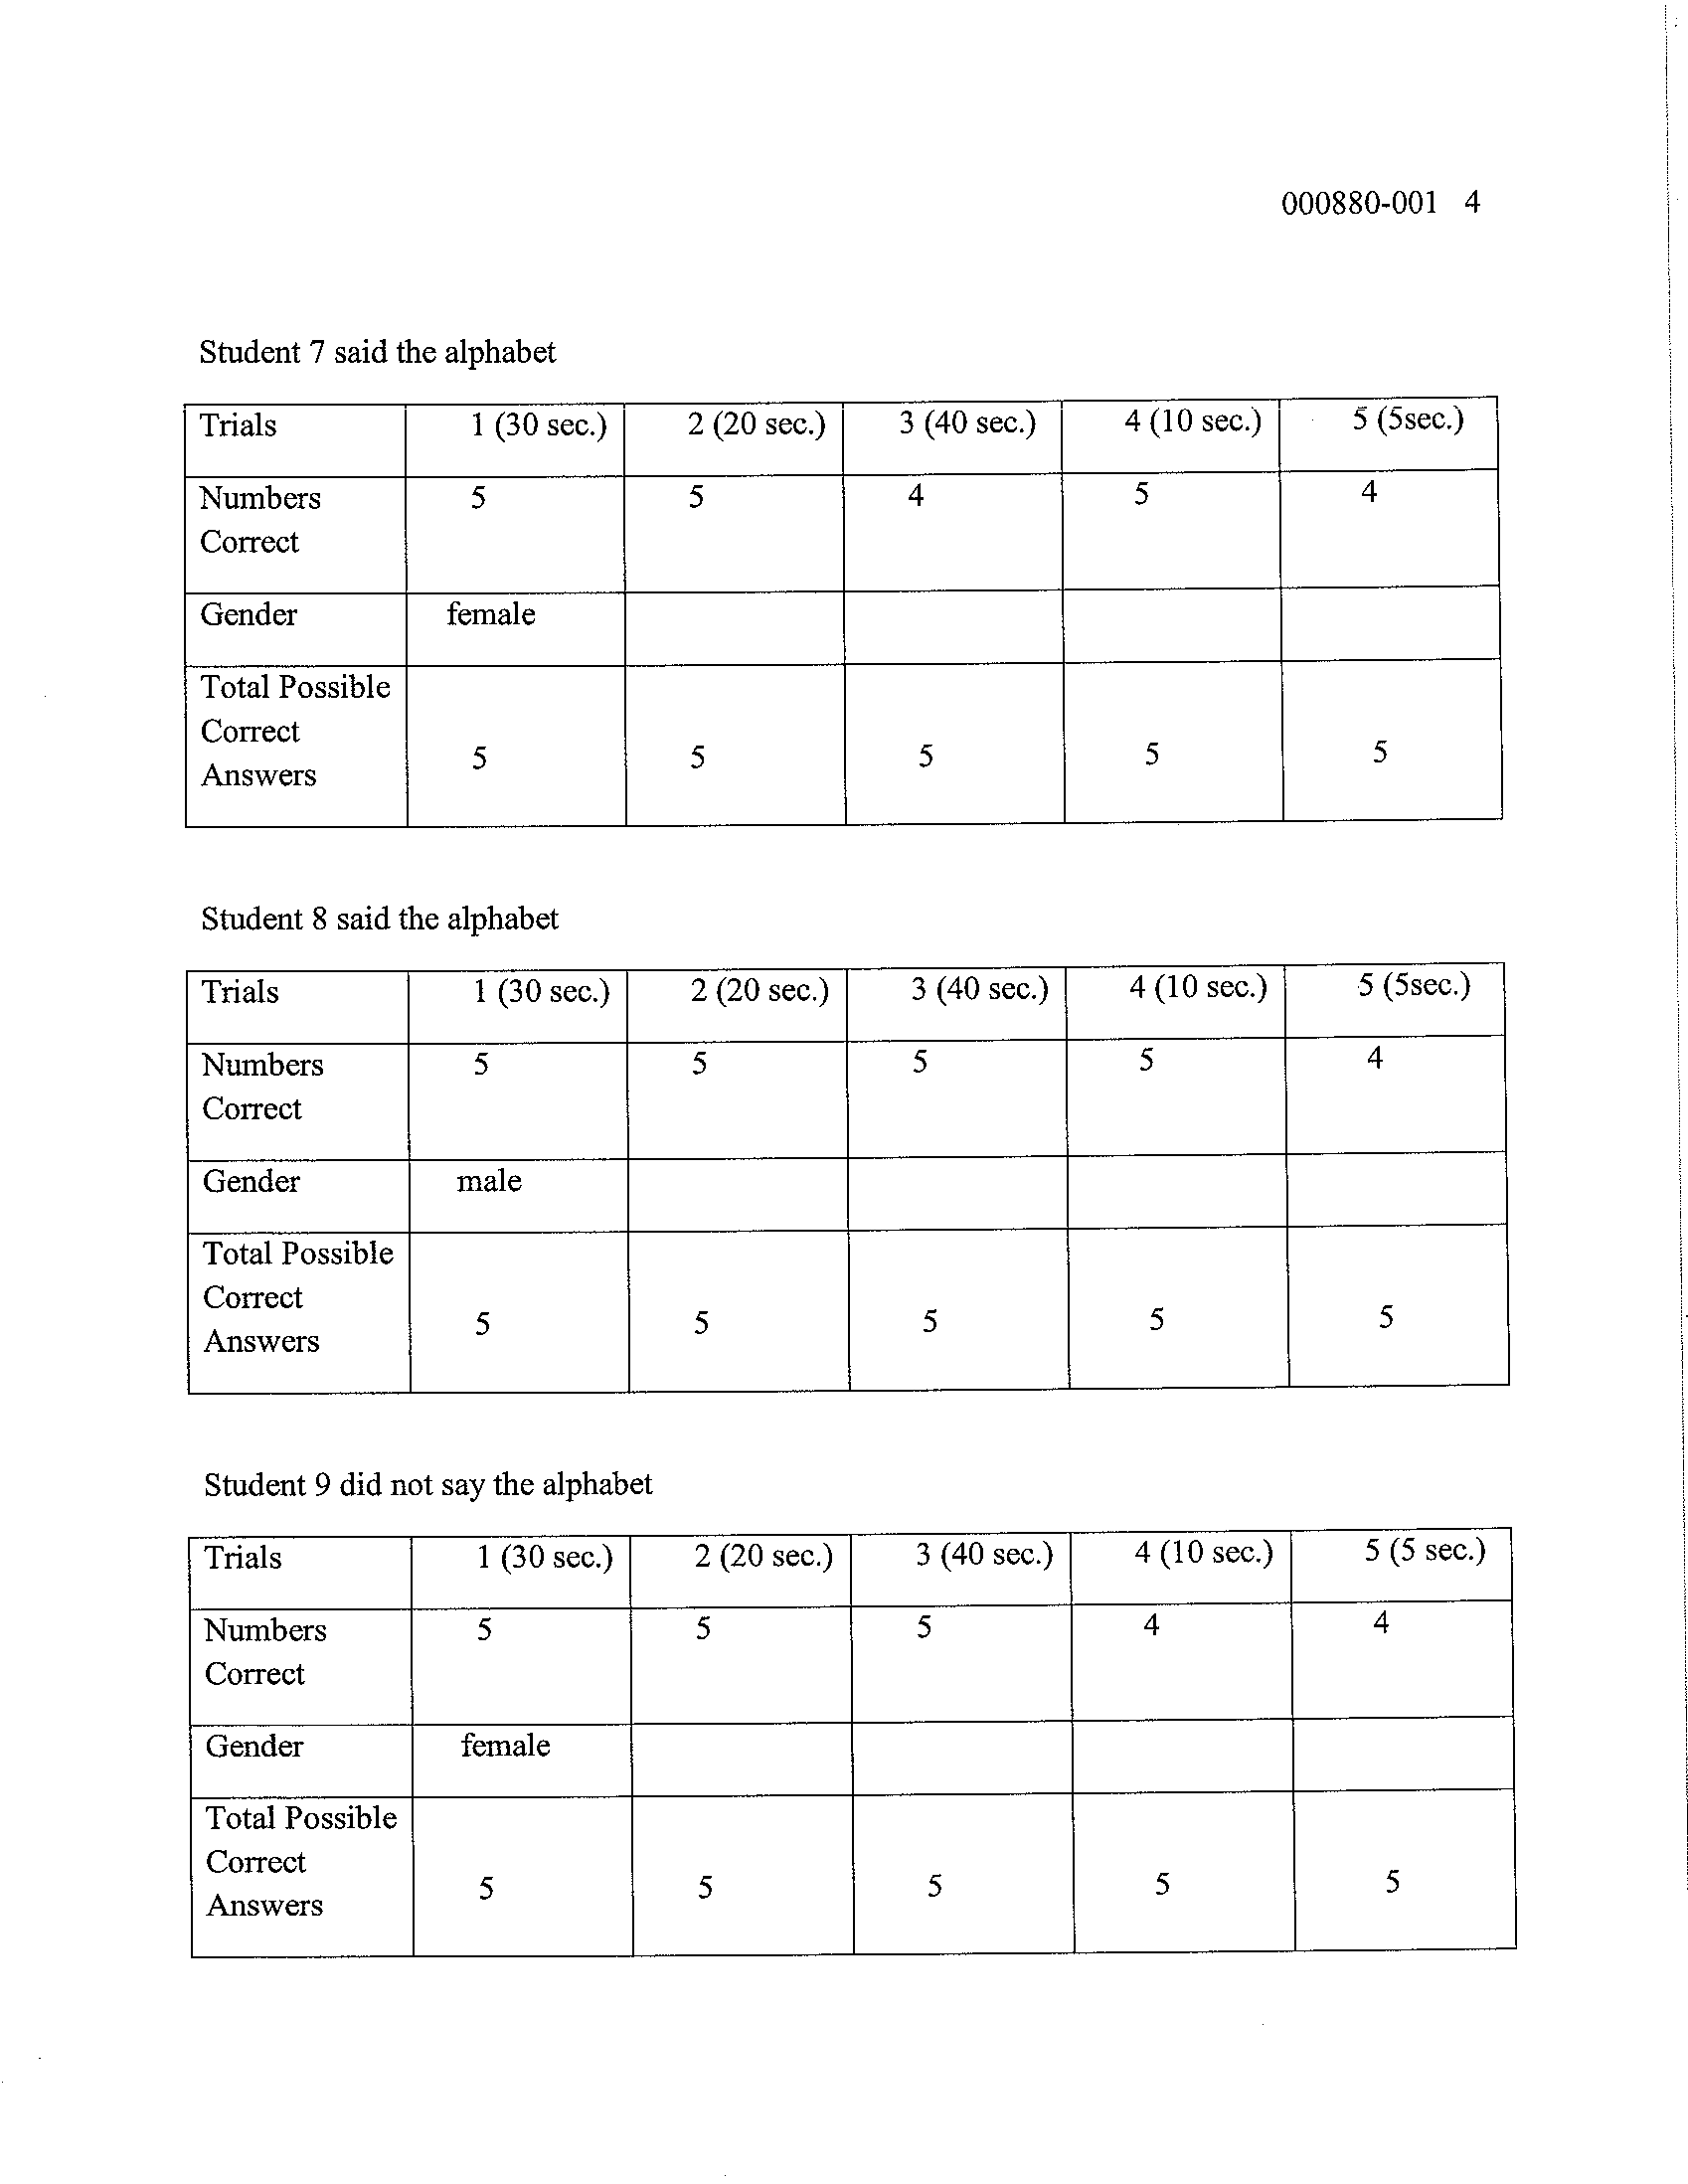 000880-001 4
Student 7 said the alphabet
Trials 1 (30 sec.) 2 (20 sec.) 3 (40 sec.) 4 (10 sec.) 5 (5sec.)
Numbers 5 5 4 5 4
Correct
Gender female
Total Possible
Correct
5 5 5 5 5
Answers
Student 8 said the alphabet
Trials 1 (30 sec.) 2 (20 sec.) 3 (40 sec.) 4 (10 sec.) 5 (5sec.)
Numbers 5 5 5 5 4
Correct
Gender male
Total Possible
Correct
5 5 5 5 5
Answers
Student 9 did not say the alphabet
Trials 1 (30 sec.) 2 (20 sec.) 3 (40 sec.) 4 (10 sec.) 5 (5 sec.)
Numbers 5 5 5 4 4
Correct
Gender female
Total Possible
Correct
5 5 5 5 5
Answers